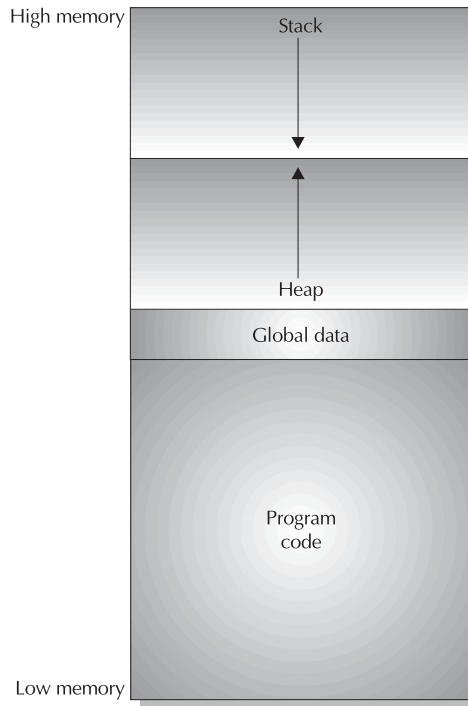 High memory
Stack
Heap
Global data
Program
code
Low memory